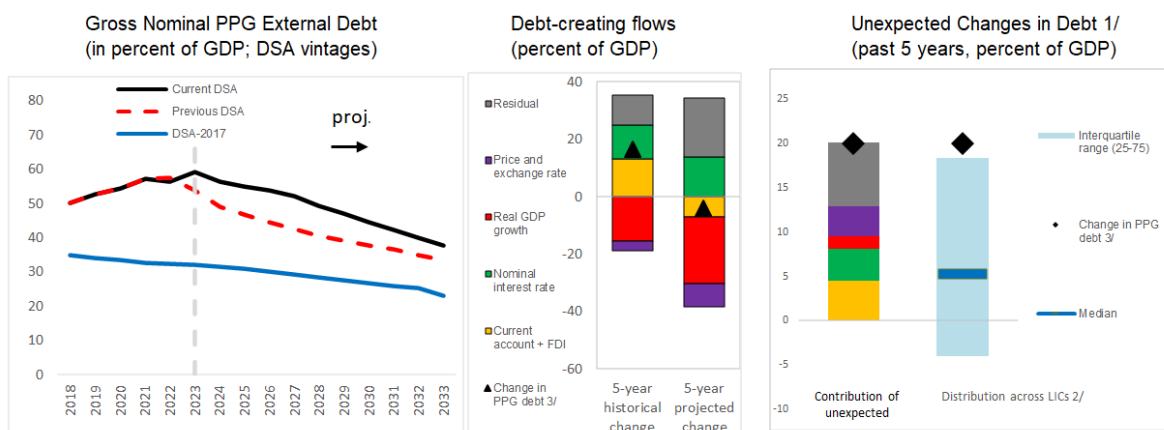 Gross Nominal PPG External Debt
(in percent of GDP; DSA vintages)
Current DSA
Previous DSA
DSA-2017
proj.
80
70
60
50
40
30
20
10
0
2018
2019
2020
2021
2022
2023
2024
2025
2026
2027
2028
2029
2030
2031
2032
2033
Debt-creating flows
(percent of GDP)
Residual
Price and
exchange rate
Real GDP
growth
Nominal
interest rate
Current
account + FDI
Change in
PPG debt 3/
40
20
0
-20
-40
-60
5-year
historical
change
5-year
projected
change
Unexpected Changes in Debt 1/
(past 5 years, percent of GDP)
25
20
15
10
5
0
-5
-10
Contribution of
unexpected
Distribution across LICs 2/
Interquartile
range (25-75)
Change in PPG
debt 3/
Median